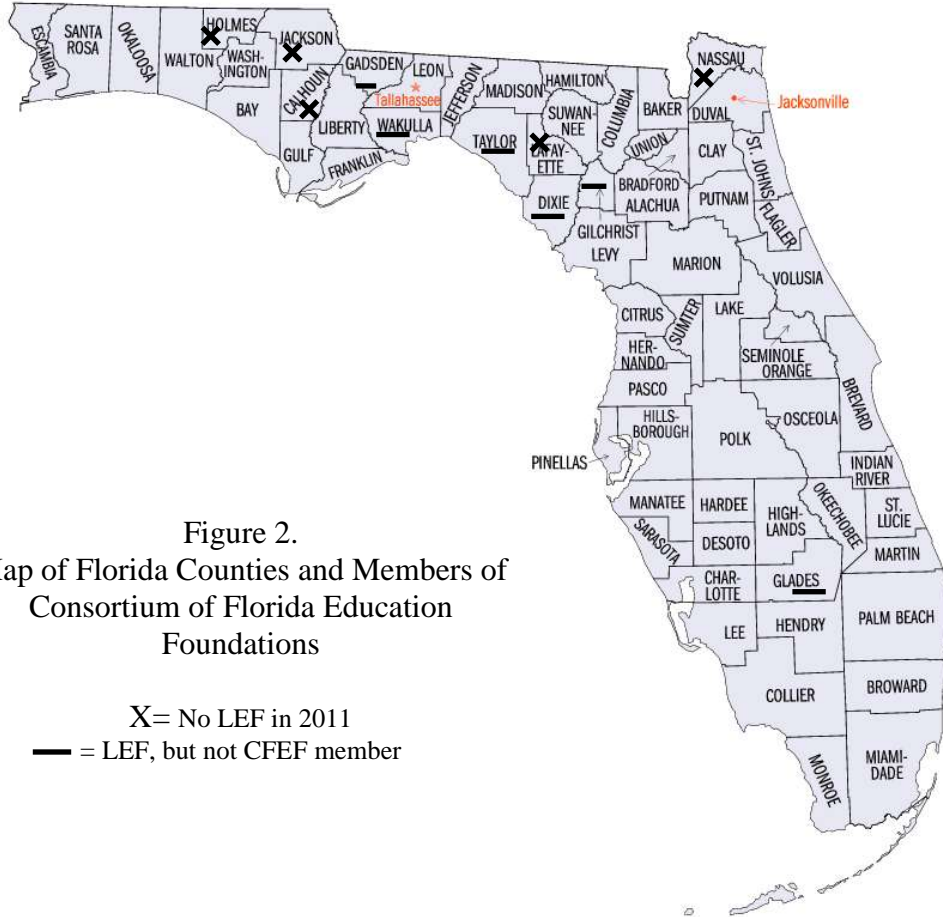 HOLMES
JACKSON
ESCAMBIA
SANTA
ROSA
OKALOOSA
WALTON
WASH-
INGTON
BAY
CALHOUN
GULF
GADSDEN
LEON
Tallahassee
LIBERTY
WAKULLA
FRANKLIN
JEFFERSON
MADISON
HAMILTON
TAYLOR
SUWAN-
NEE
LAFAY-
ETTE
DIXIE
COLUMBIA
BAKER
NASSAU
DUVAL
Jacksonville
UNION
CLAY
ST. JOHNS
BRADFORD
ALACHUA
PUTNAM
FLAGLER
GILCHRIST
LEVY
MARION
VOLUSIA
CITRUS
SUMTER
LAKE
HER-
NANDO
SEMINOLE
ORANGE
PASCO
BREVARD
HILLS-
BOROUGH
POLK
OSCEOLA
PINELLAS
INDIAN
RIVER
MANATEE
HARDEE
HIGH-
LANDS
OKEECHOBEE
ST.
LUCIE
SARASOTA
DESOTO
MARTIN
CHAR-
LOTTE
GLADES
LEE
HENDRY
PALM BEACH
COLLIER
BROWARD
MONROE
MIAMI-
DADE
Figure 2.
ap of Florida Counties and Members of
Consortium of Florida Education
Foundations
X= No LEF in 2011
= LEF, but not CFEF member